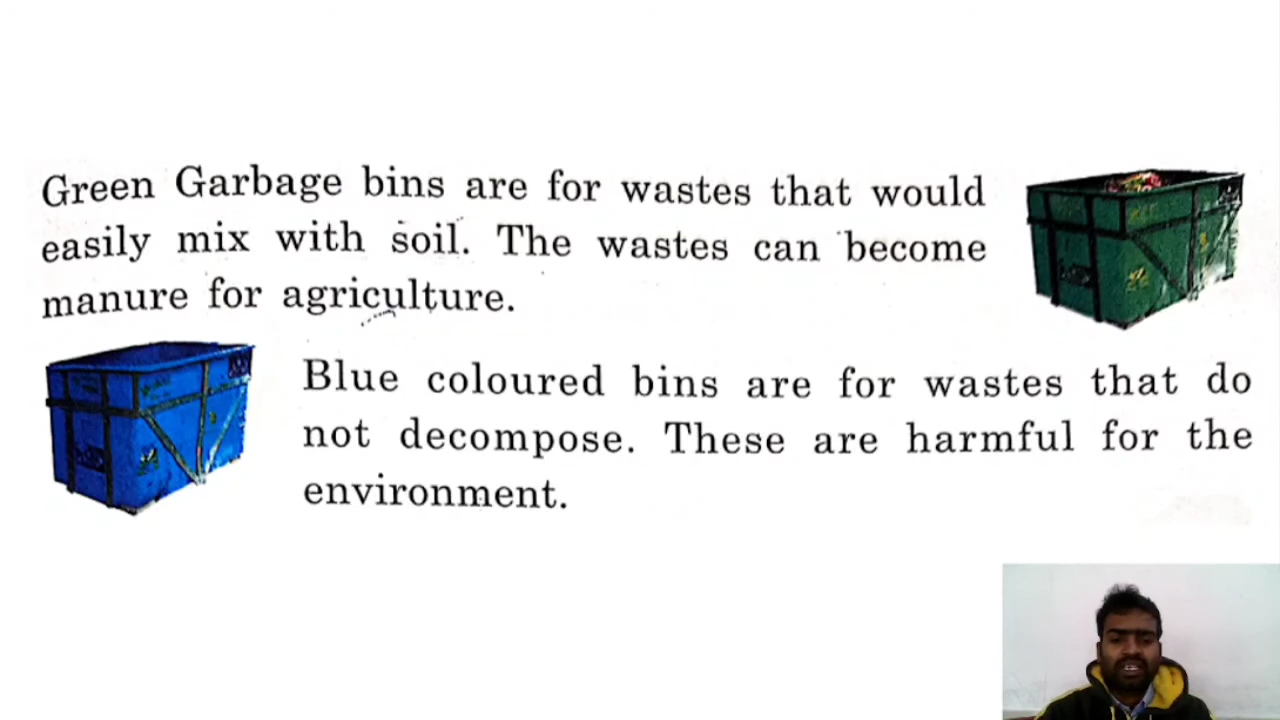 Green Garbage bins are for wastes that would
easily mix with soil. The wastes can become
manure for agriculture.
Blue coloured bins are for wastes that do
not decompose. These are harmful for the
environment.